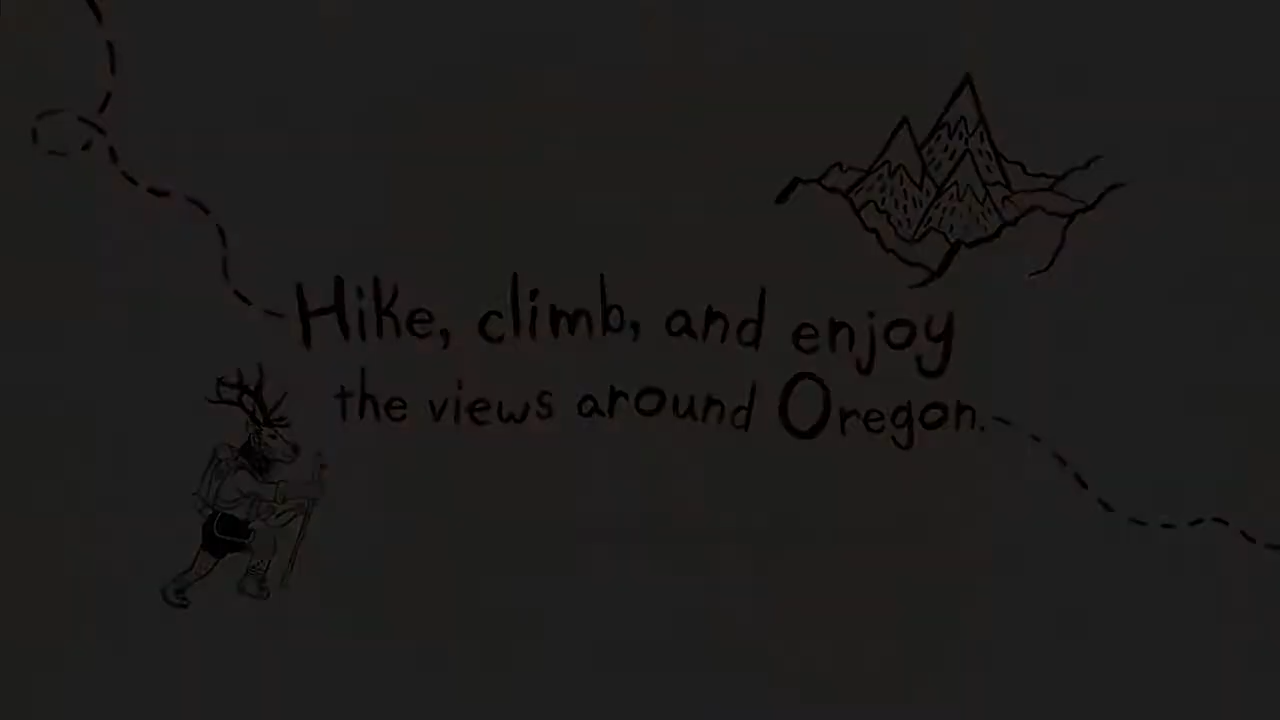 Hike, climb, and enjoy
the views around Oregon.